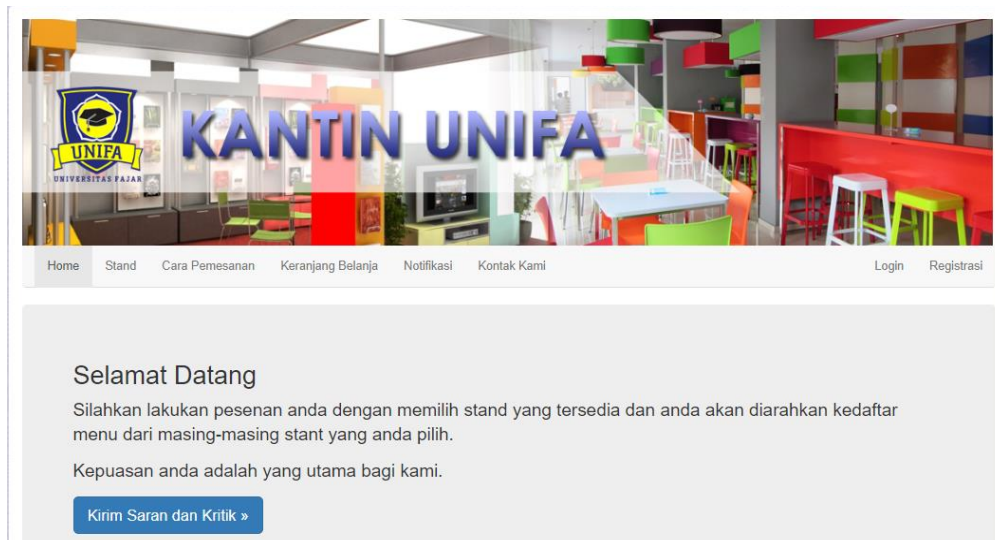 KANTIN UNIFA
UNIFA
UNIVERSITAS FAJAR
Home Stand Cara Pemesanan Keranjang Belanja Notifikasi Kontak Kami Login Registrasi
Selamat Datang
Silahkan lakukan pesenan anda dengan memilih stand yang tersedia dan anda akan diarahkan kedaftar
menu dari masing-masing stant yang anda pilih.
Kepuasan anda adalah yang utama bagi kami.
Kirim Saran dan Kritik »